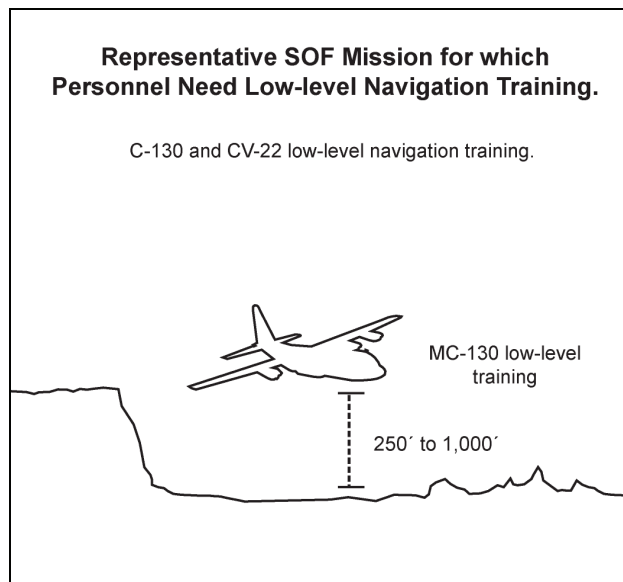 Representative SOF Mission for which
Personnel Need Low-level Navigation Training.
C-130 and CV-22 low-level navigation training.
MC-130 low-level
training
250´ to 1,000´